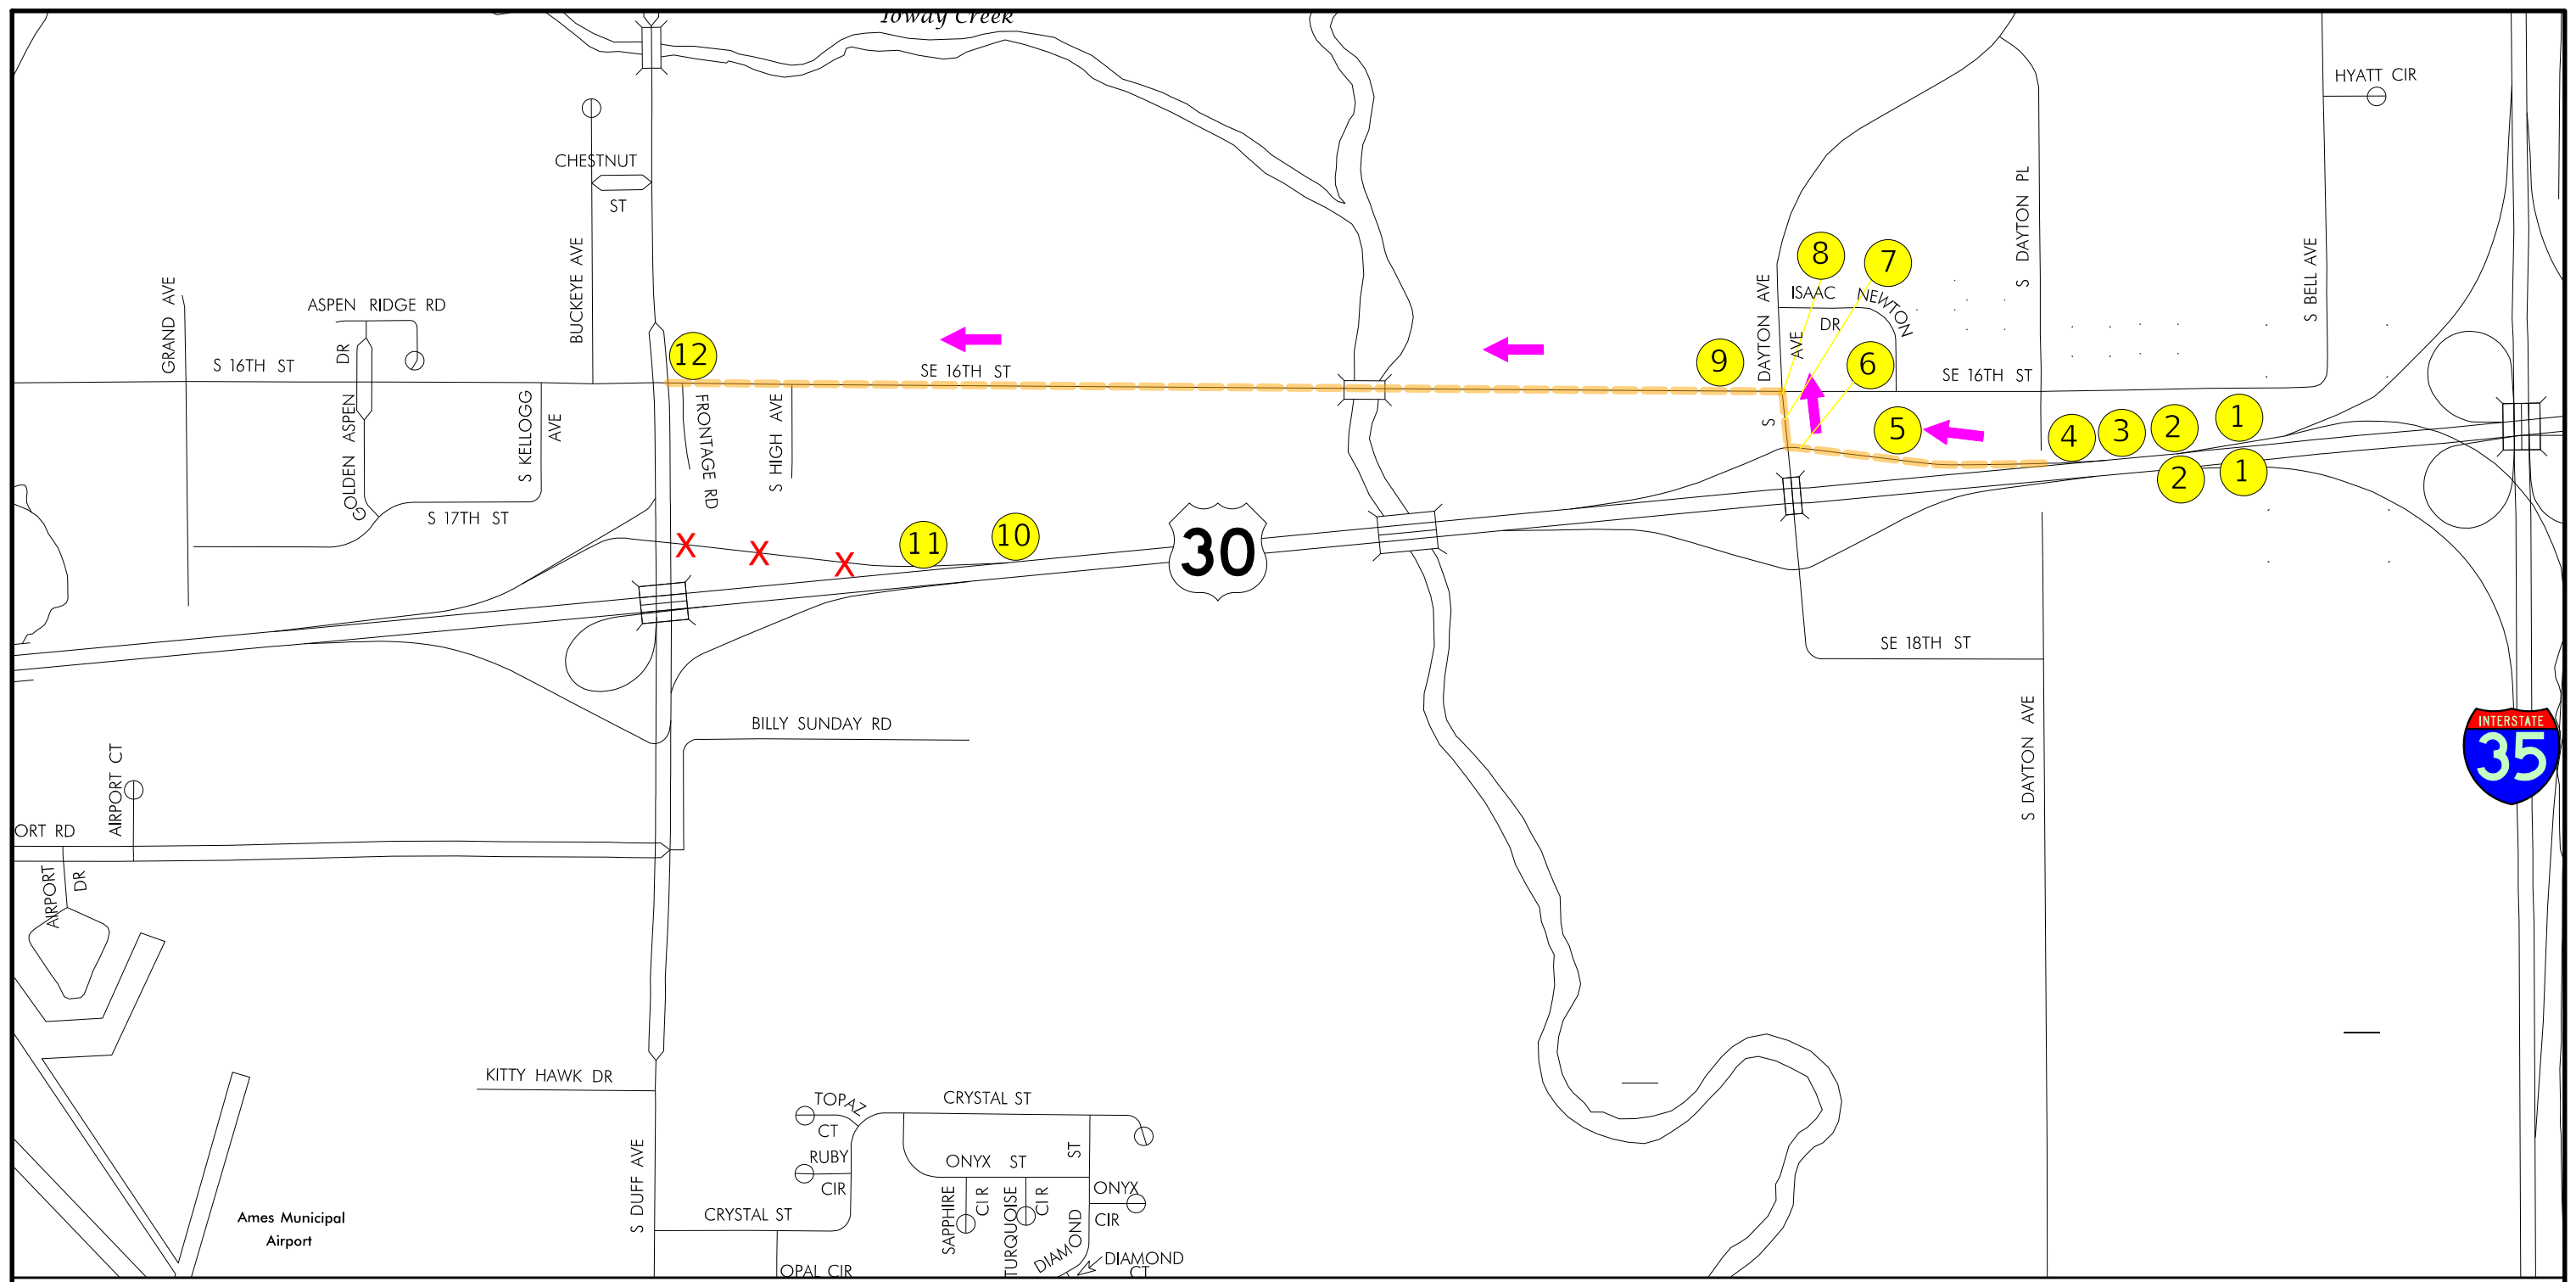 Ioway Creek
HYATT CIR
CHESTNUT
ST
BUCKEYE AVE
GRAND AVE
ASPEN RIDGE RD
DR
GOLDEN ASPEN
S 16TH ST
S KELLOGG
AVE
S 17TH ST
12
FRONTAGE RD
S HIGH AVE
SE 16TH ST
9
S DAYTON AVE
8
7
ISAAC NEWTON
DR
AVE
6
S DAYTON PL
S BELL AVE
SE 16TH ST
5
4
3
2
1
2
1
X
X
X
11
10
30
SE 18TH ST
S DAYTON AVE
INTERSTATE
35
BILLY SUNDAY RD
AIRPORT CT
ORT RD
AIRPORT
DR
KITTY HAWK DR
S DUFF AVE
TOPAZ
CT
RUBY
CIR
CRYSTAL ST
ONYX ST
ST
SAPPHIRE
CIR
TURQUOISE
CIR
ONYX
CIR
DIAMOND
DIAMOND
CT
CRYSTAL ST
OPAL CIR
Ames Municipal
Airport